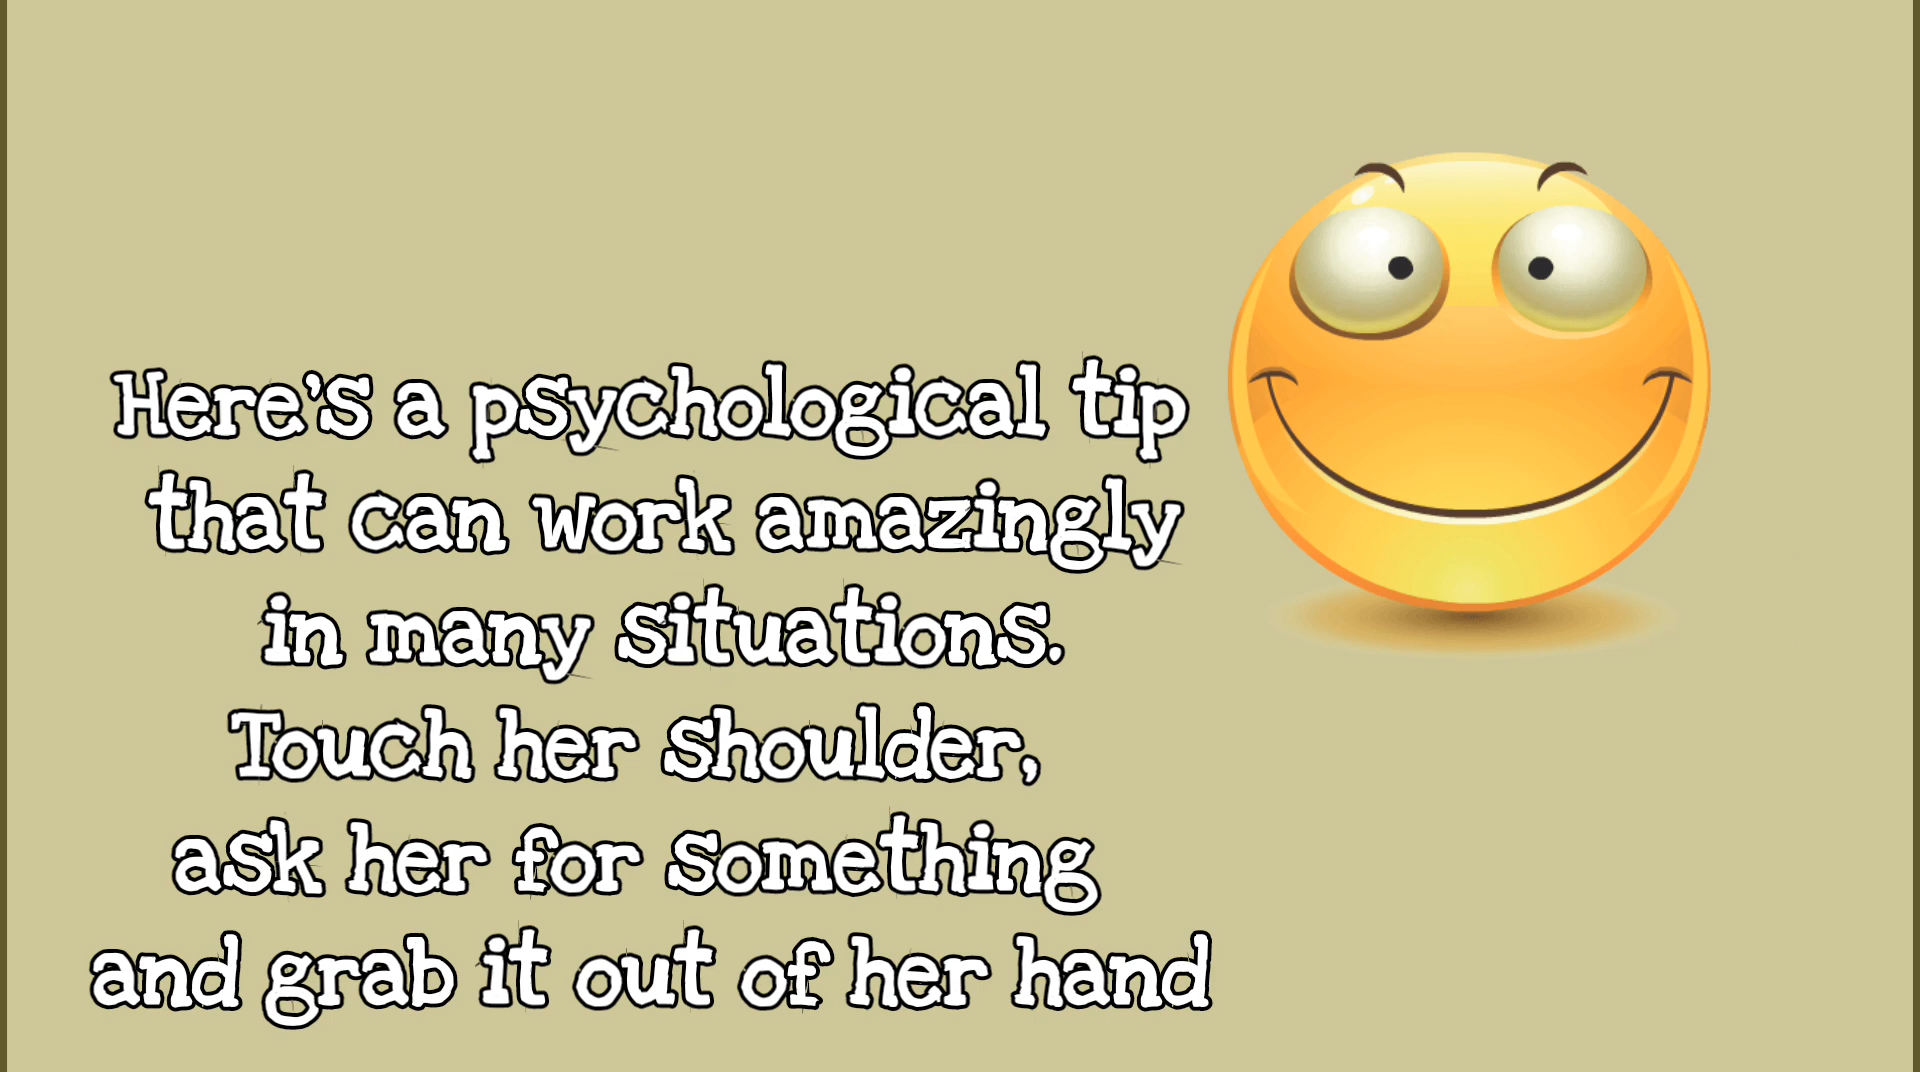 Here's a psychological tip
that can work amazingly
in many situations.
Touch her shoulder,
ask her for something
and grab it out of her hand